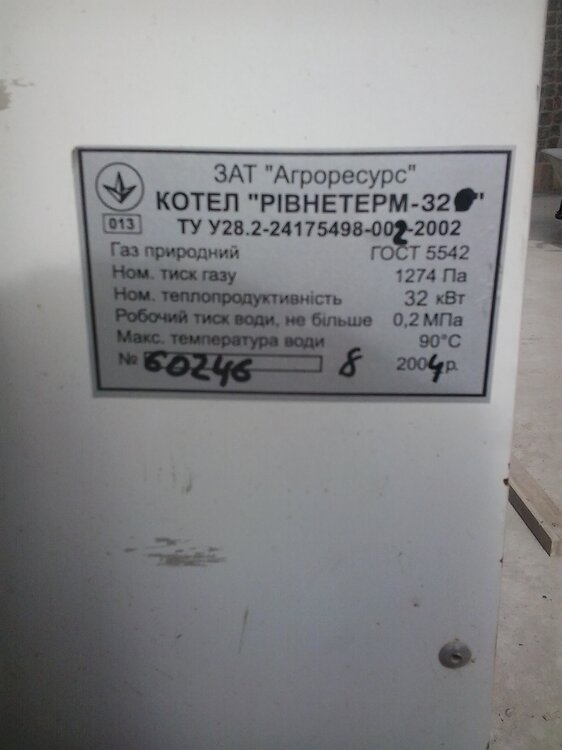 ЗАТ "Агроресурс"
КОТЕЛ "РІВНЕТЕРМ-32"
013
ТУ У28.2-24175498-002-2002
Газ природний ГОСТ 5542
Ном. тиск газу 1274 Па
Ном. теплопродуктивність 32 кВт
Робочий тиск води, не більше 0,2 МПа
Макс. температура води 90°С
№ 60246 8 2004 р.